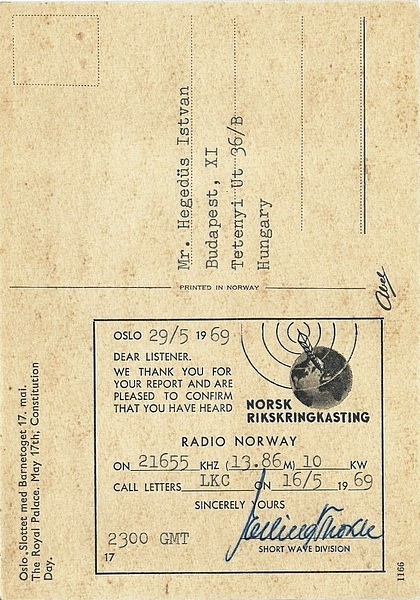 Mr. Hegedüs Istvan
Budapest, XI
Tetenyi Ut 36/B
Hungary
PRINTED IN NORWAY
Oslo. Slottet med Barnetoget 17. mai.
The Royal Palace. May 17th, Constitution
Day.
OSLO 29/5 1969
DEAR LISTENER.
WE THANK YOU FOR
YOUR REPORT AND ARE
PLEASED TO CONFIRM
THAT YOU HAVE HEARD
NORSK
RIKSKRINGKASTING
RADIO NORWAY
ON 21655 KHZ (13.86M) 10 KW
CALL LETTERS LKC ON 16/5 1969
SINCERELY YOURS
2300 GMT
SHORT WAVE DIVISION
17
1166